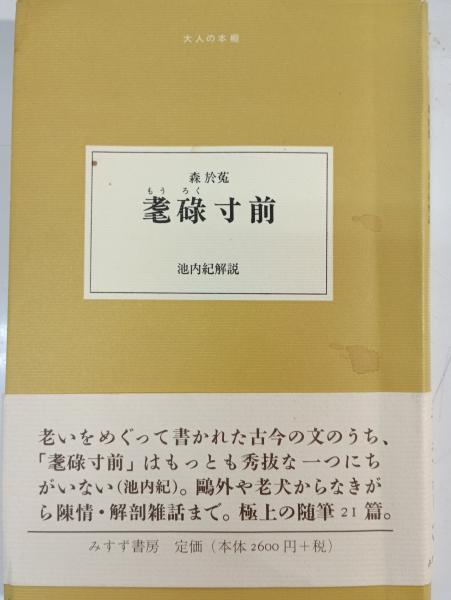 大人の本棚
森於菟
もうろく
耄碌寸前
池内紀解説
老いをめぐって書かれた古今の文のうち、
「耄碌寸前」はもっとも秀抜な一つにち
がいない(池内紀)。鷗外や老犬からなきが
ら陳情・解剖雑話まで。極上の随筆21篇。
みすず書房 定価(本体2600円+税)